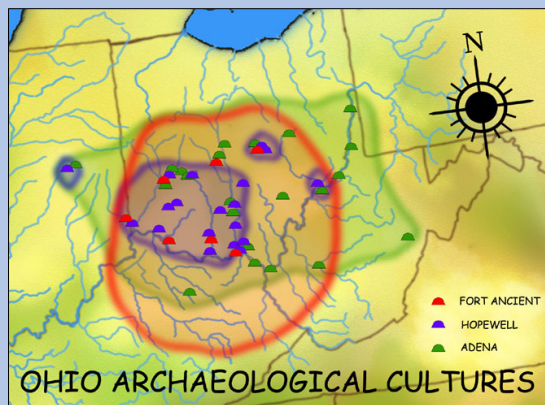 N
FORT ANCIENT
HOPEWELL
ADENA
OHIO ARCHAEOLOGICAL CULTURES